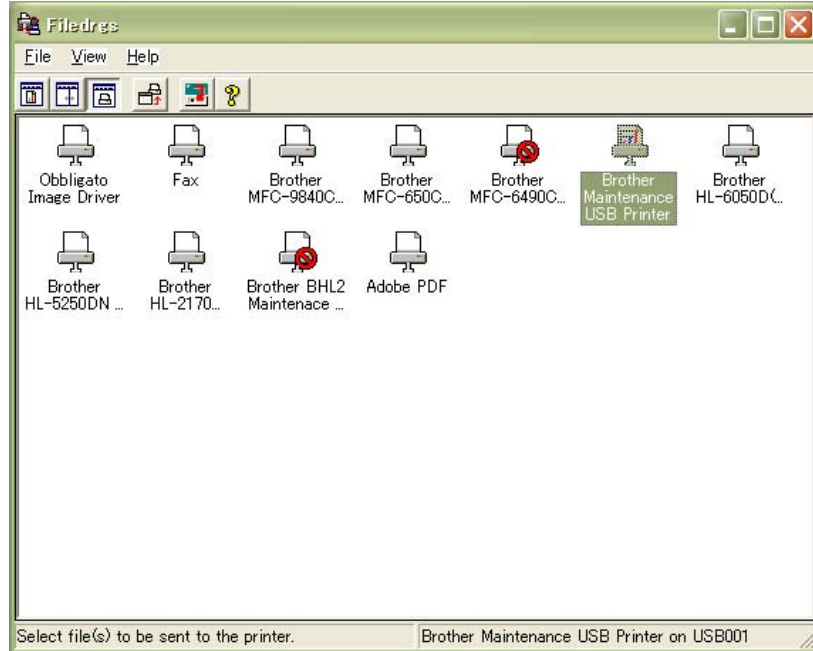 Filedrgs
File View Help
Obbligato
Image Driver
Fax
Brother
MFC-9840C...
Brother
MFC-650C...
Brother
MFC-6490C...
Brother
Maintenance
USB Printer
Brother
HL-6050D(...
Brother
HL-5250DN ...
Brother
HL-2170...
Brother BHL2
Maintenace ...
Adobe PDF
Select file(s) to be sent to the printer.
Brother Maintenance USB Printer on USB001